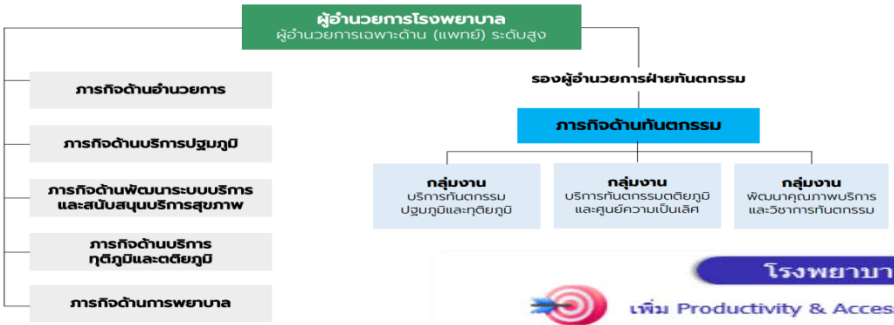 ผู้อำนวยการโรงพยาบาล
ผู้อำนวยการเฉพาะด้าน (แพทย์) ระดับสูง
ภารกิจด้านอำนวยการ
ภารกิจด้านบริการปฐมภูมิ
ภารกิจด้านพัฒนาระบบบริการ
และสนับสนุนบริการสุขภาพ
ภารกิจด้านบริการ
ทุติภูมิและตติยภูมิ
ภารกิจด้านการพยาบาล
รองผู้อำนวยการฝ่ายทันตกรรม
ภารกิจด้านทันตกรรม
กลุ่มงาน
บริการทันตกรรม
ปฐมภูมิและทุติยภูมิ
กลุ่มงาน
บริการทันตกรรมตติยภูมิ
และศูนย์ความเป็นเลิศ
กลุ่มงาน
พัฒนาคุณภาพบริการ
และวิชาการทันตกรรม
โรงพยาบา
เพิ่ม Productivity & Acces